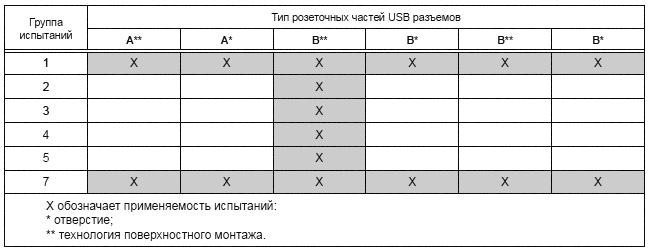 Группа испытаний Тип розеточных частей USB разъемов
A** A* B** B* B** B*
1 X X X X X X
2 X
3 X
4 X
5 X
7 X X X X X X
X обозначает применяемость испытаний:
* отверстие;
** технология поверхностного монтажа.